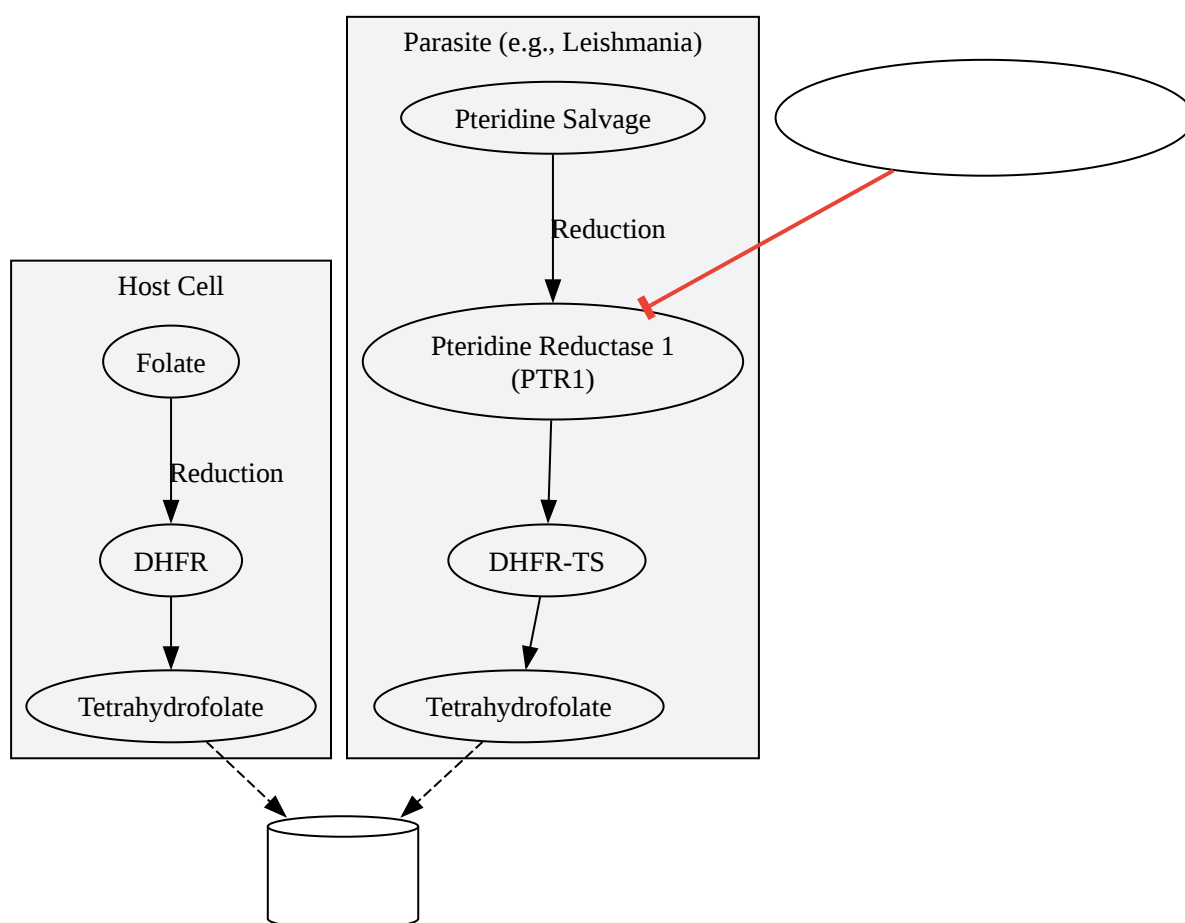 Parasite (e.g., Leishmania)
Pteridine Salvage
Reduction
Host Cell
Pteridine Reductase 1
(PTR1)
Folate
Reduction
DHFR
DHFR-TS
Tetrahydrofolate
Tetrahydrofolate